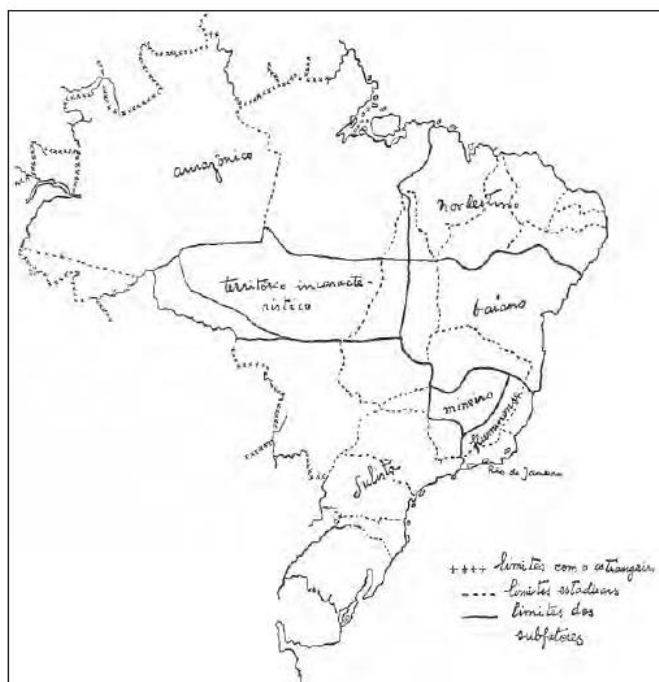 amazônico
nordestino
território incaracte-
rístico
baiano
mineiro
fluminense
Rio de Janeiro
Sulista
++++ limites com o estrangeiro
---- limites estaduais
limites dos
subfalares